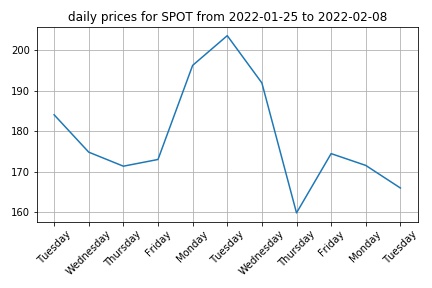 daily prices for SPOT from 2022-01-25 to 2022-02-08
200
190
180
170
160
Tuesday
Wednesday
Thursday
Friday
Monday
Tuesday
Wednesday
Thursday
Friday
Monday
Tuesday